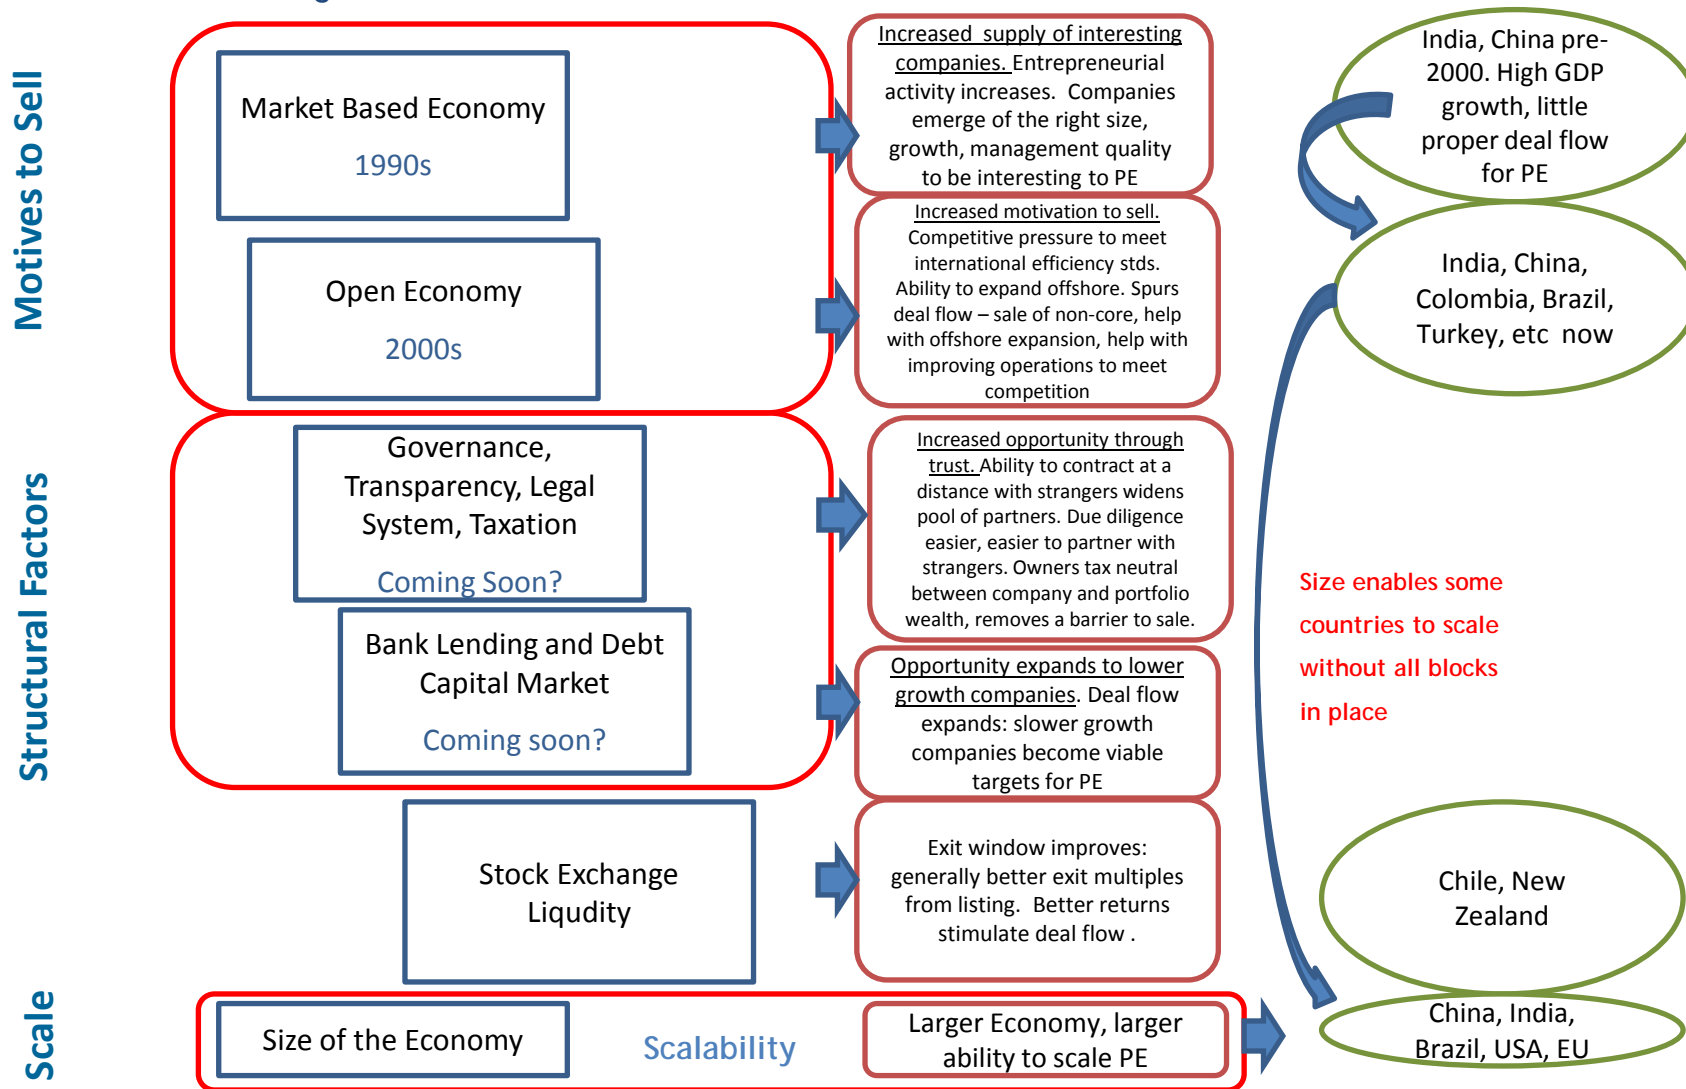 Motives to Sell
Market Based Economy
1990s
Increased  supply of interesting
companies. Entrepreneurial
activity increases.  Companies
emerge of the right size,
growth, management quality
to be interesting to PE
India, China pre-
2000. High GDP
growth, little
proper deal flow
for PE
Open Economy
2000s
Increased motivation to sell.
Competitive pressure to meet
international efficiency stds.
Ability to expand offshore. Spurs
deal flow – sale of non-core, help
with offshore expansion, help with
improving operations to meet
competition
India, China,
Colombia, Brazil,
Turkey, etc  now
Structural Factors
Governance,
Transparency, Legal
System, Taxation
Coming Soon?
Increased opportunity through
trust. Ability to contract at a
distance with strangers widens
pool of partners. Due diligence
easier, easier to partner with
strangers. Owners tax neutral
between company and portfolio
wealth, removes a barrier to sale.
Size enables some
countries to scale
without all blocks
in place
Bank Lending and Debt
Capital Market
Coming soon?
Opportunity expands to lower
growth companies. Deal flow
expands: slower growth
companies become viable
targets for PE
Stock Exchange
Liqudity
Exit window improves:
generally better exit multiples
from listing.  Better returns
stimulate deal flow .
Chile, New
Zealand
Scale
Size of the Economy
Scalability
Larger Economy, larger
ability to scale PE
China, India,
Brazil, USA, EU